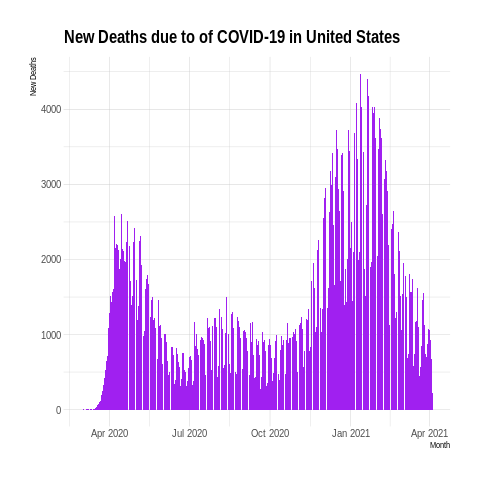 New Deaths due to of COVID-19 in United States
New Deaths
4000
3000
2000
1000
0
Apr 2020 Jul 2020 Oct 2020 Jan 2021 Apr 2021
Month